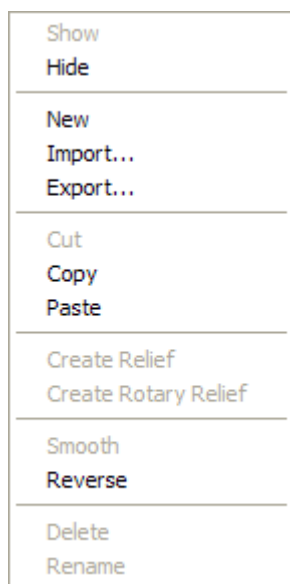 Show
Hide
New
Import...
Export...
Cut
Copy
Paste
Create Relief
Create Rotary Relief
Smooth
Reverse
Delete
Rename